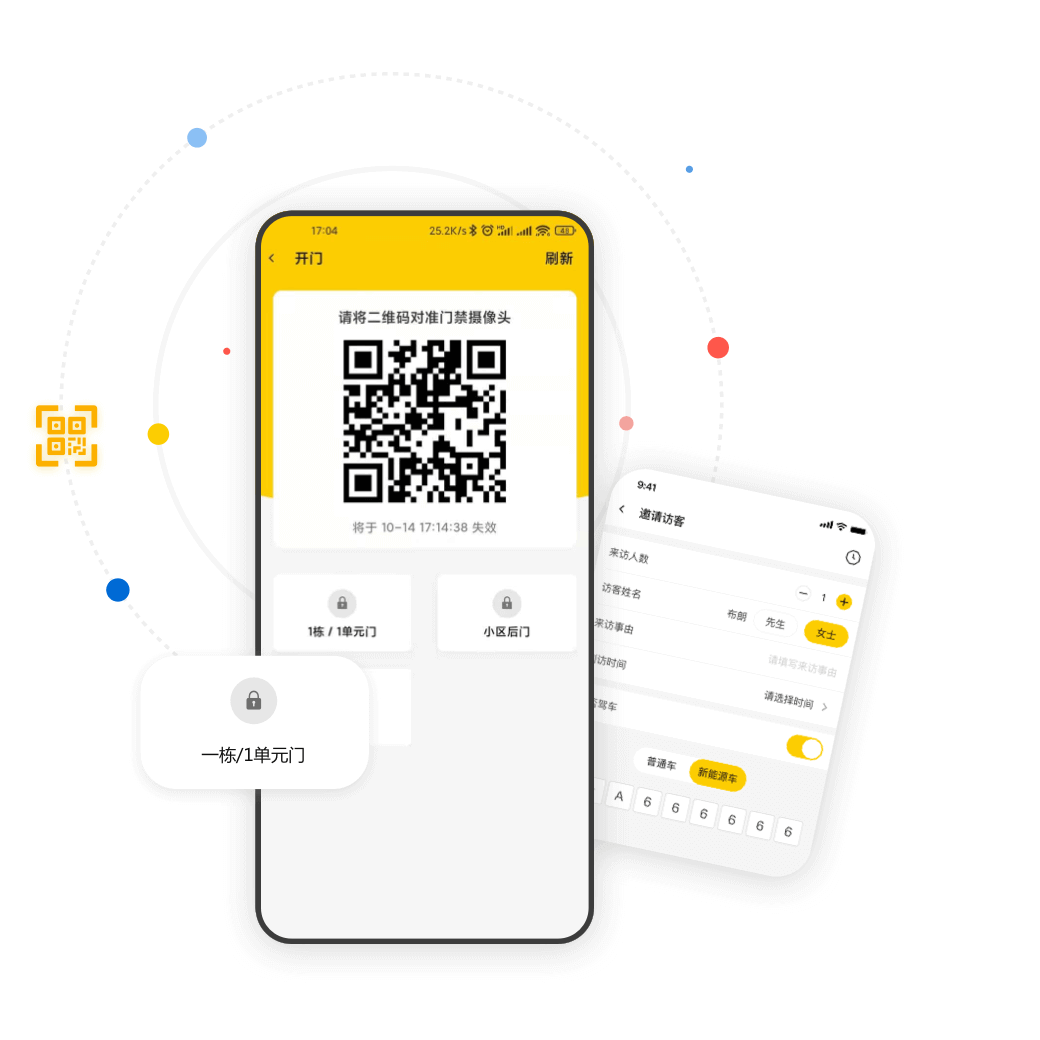 17:04
25.2K/s
HD
48
开门
刷新
请将二维码对准门禁摄像头
将于 10-14 17:14:38 失效
1栋 / 1单元门
小区后门
一栋/1单元门
9:41
邀请访客
来访人数
1
访客姓名
布朗
先生
女士
来访事由
请填写来访事由
访时间
请选择时间
驾车
普通车
新能源车
A 6 6 6 6 6 6